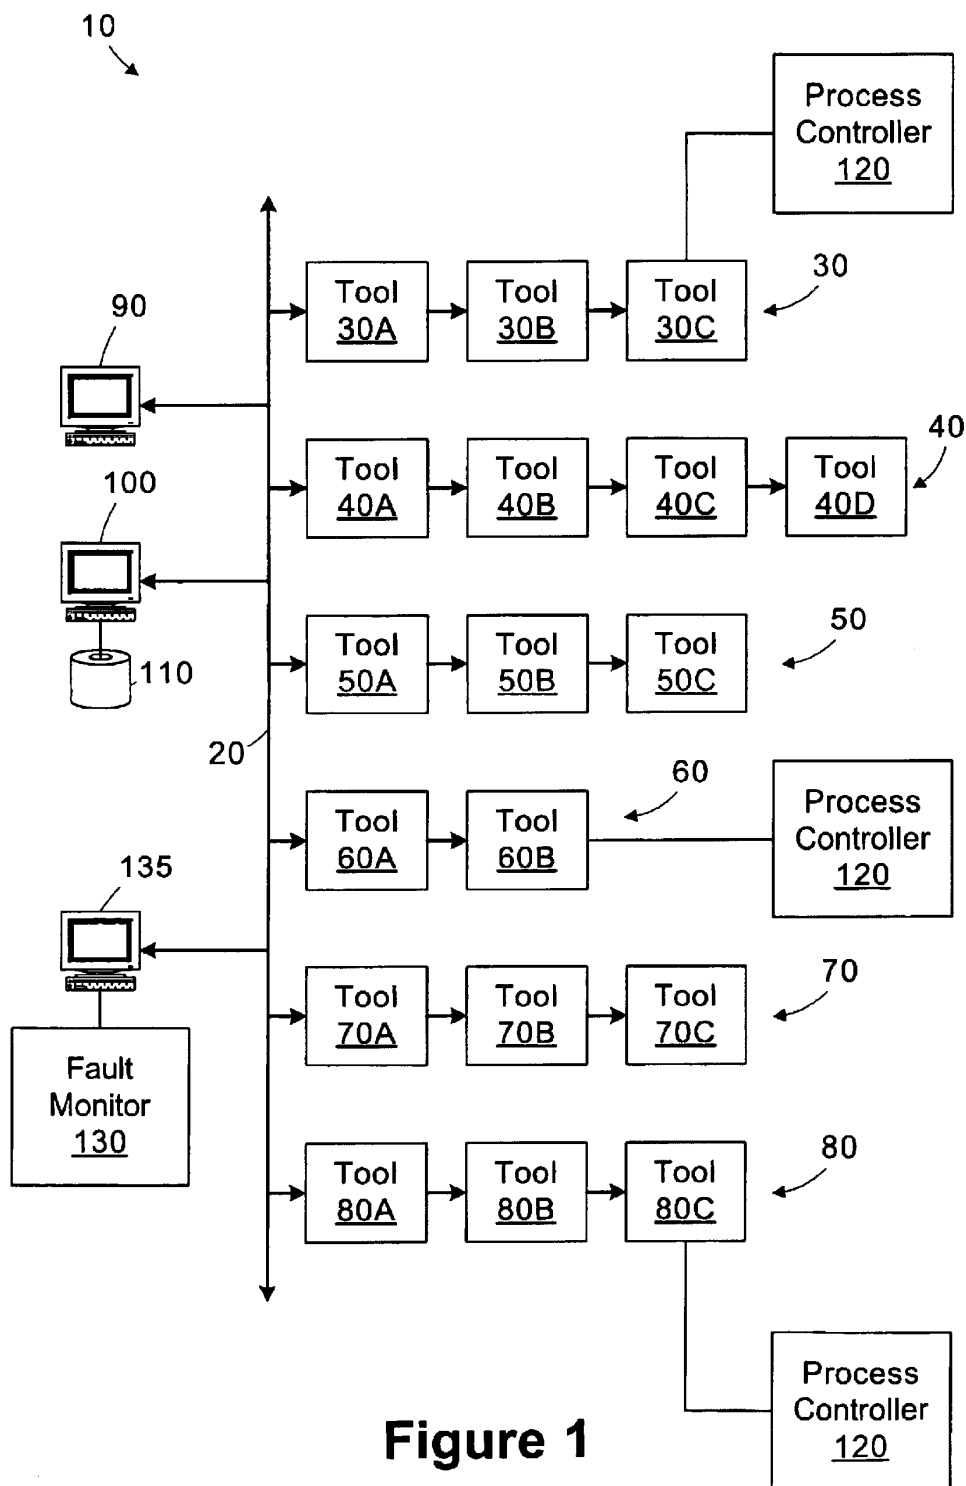 10
Process
Controller
120
Tool
30A
Tool
30B
Tool
30C
30
90
Tool
40A
Tool
40B
Tool
40C
Tool
40D
40
100
110
Tool
50A
Tool
50B
Tool
50C
50
20
Tool
60A
Tool
60B
60
Process
Controller
120
135
Fault
Monitor
130
Tool
70A
Tool
70B
Tool
70C
70
Tool
80A
Tool
80B
Tool
80C
80
Process
Controller
120
Figure 1